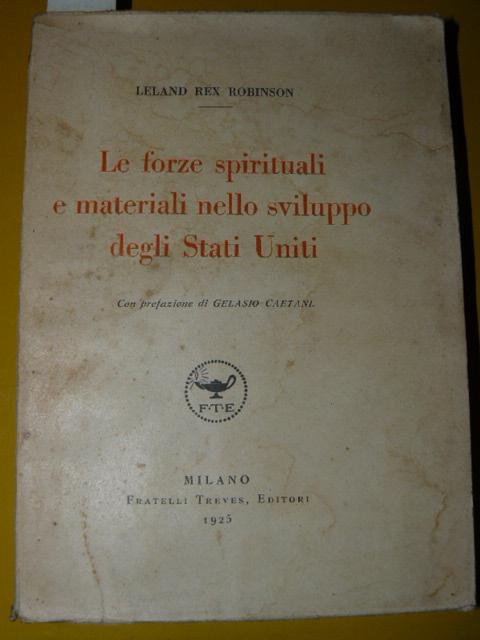 LELAND REX ROBINSON
Le forze spirituali
e materiali nello sviluppo
degli Stati Uniti
Con prefazione di GELASIO CAETANI.
F·T·E
MILANO
FRATELLI TREVES, EDITORI
1925